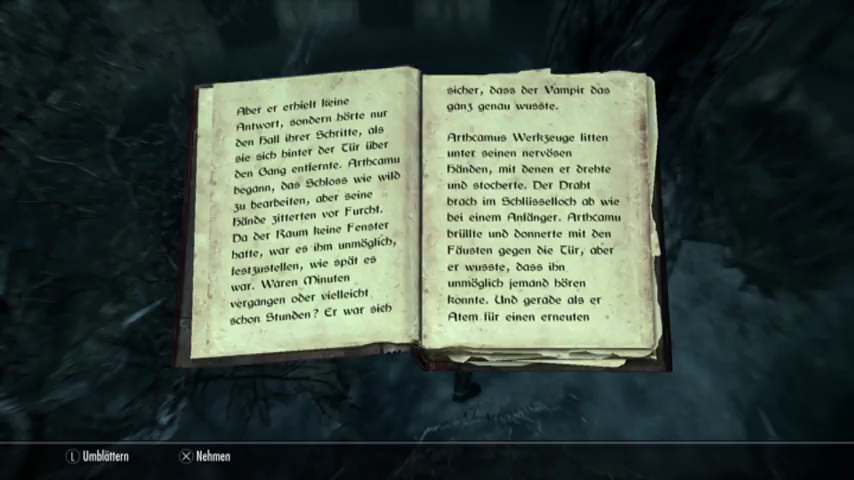 Aber er erhielt keine
Antwort, sondern hörte nur
den Hall ihrer Schritte, als
sie sich hinter der Tür über
den Gang entfernte. Arthcamu
begann, das Schloss wie wild
zu bearbeiten, aber seine
Hände zitterten vor Furcht.
Da der Raum keine Fenster
hatte, war es ihm unmöglich,
festzustellen, wie spät es
war. Waren Minuten
vergangen oder vielleicht
schon Stunden? Er war sich
sicher, dass der Vampir das
ganz genau wusste.
Arthcamus Werkzeuge litten
unter seinen nervösen
Händen, mit denen er drehte
und stocherte. Der Draht
brach im Schlüsselloch ab wie
bei einem Anfänger. Arthcamu
brüllte und donnerte mit den
Fäusten gegen die Tür, aber
er wusste, dass ihn
unmöglich jemand hören
konnte. Und gerade als er
Atem für einen erneuten
L Umblättern
X Nehmen